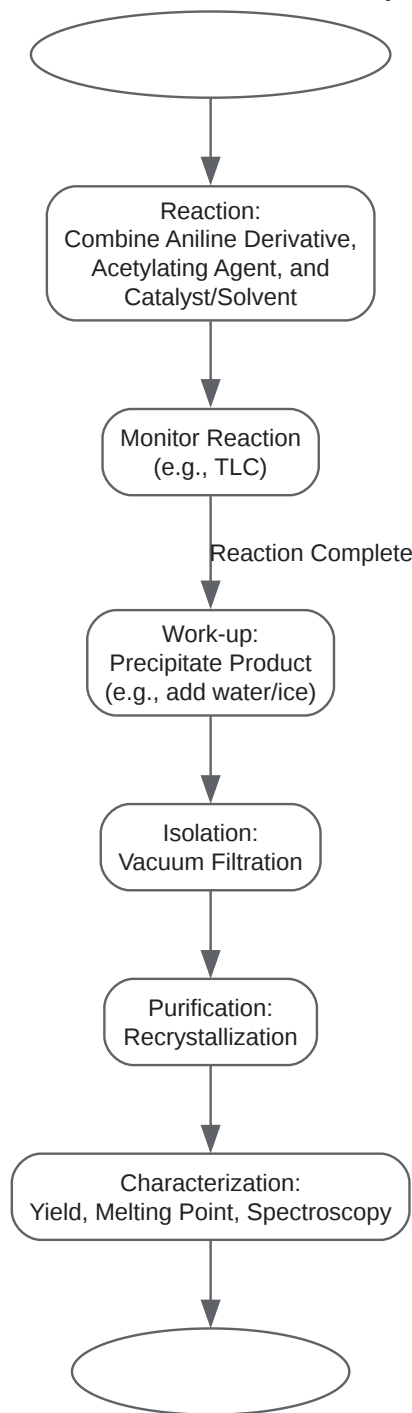 Reaction:
Combine Aniline Derivative,
Acetylating Agent, and
Catalyst/Solvent
Monitor Reaction
(e.g., TLC)
Reaction Complete
Work-up:
Precipitate Product
(e.g., add water/ice)
Isolation:
Vacuum Filtration
Purification:
Recrystallization
Characterization:
Yield, Melting Point, Spectroscopy